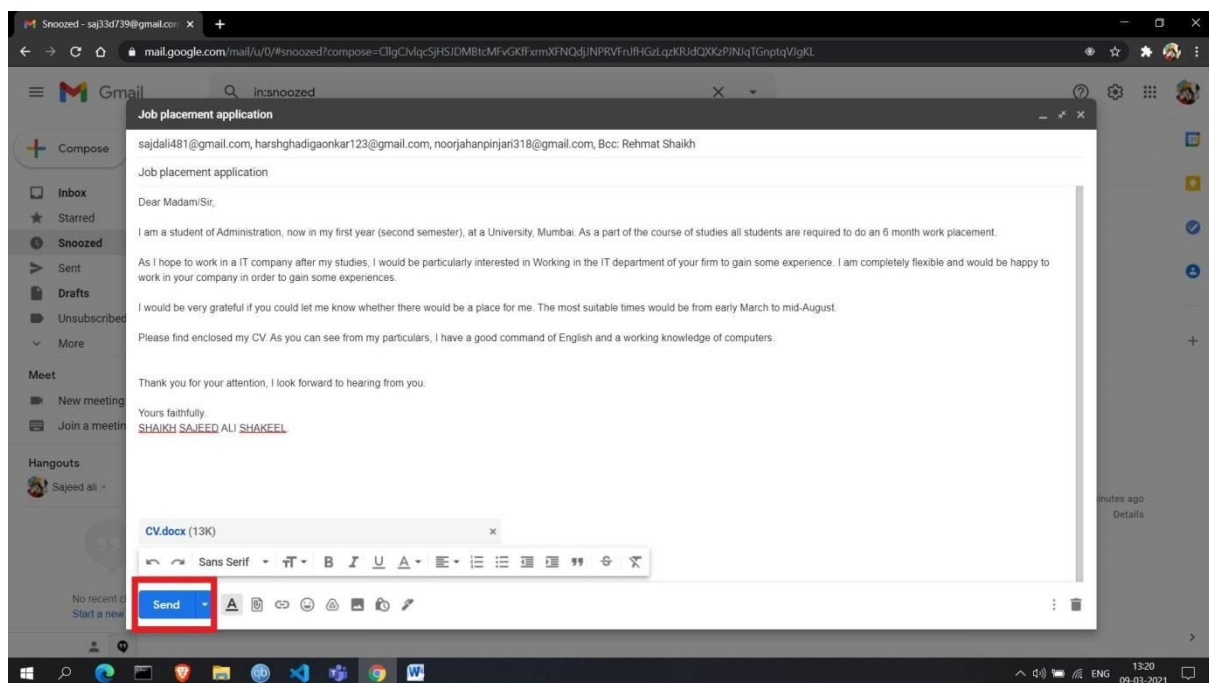 Snoozed - saj33d739@gmail.com
mail.google.com/mail/u/0/#snoozed?compose=
Gmail
in:snoozed
Job placement application
sajdali481@gmail.com, harshghadigaonkar123@gmail.com, noorjahanpinjari318@gmail.com, Bcc: Rehmat Shaikh
Compose
Job placement application
Inbox
Starred
Snoozed
Sent
Drafts
Unsubscribed
More
Dear Madam/Sir,
I am a student of Administration, now in my first year (second semester), at a University, Mumbai. As a part of the course of studies all students are required to do an 6 month work placement.
As I hope to work in a IT company after my studies, I would be particularly interested in Working in the IT department of your firm to gain some experience. I am completely flexible and would be happy to
work in your company in order to gain some experiences.
I would be very grateful if you could let me know whether there would be a place for me. The most suitable times would be from early March to mid-August.
Please find enclosed my CV. As you can see from my particulars, I have a good command of English and a working knowledge of computers.
Thank you for your attention, I look forward to hearing from you.
Yours faithfully.
SHAIKH SAJEED ALI SHAKEEL
Meet
New meeting
Join a meetin
Hangouts
Sajeed ali
No recent c
Start a new
inutes ago
Details
CV.docx (13K)
Sans Serif
Send
ENG
13:20
09-03-2021